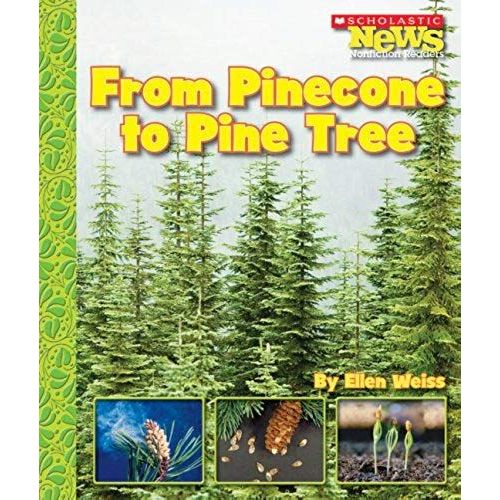 SCHOLASTIC
News
Nonfiction Readers
From Pinecone
to Pine Tree
By Ellen Weiss